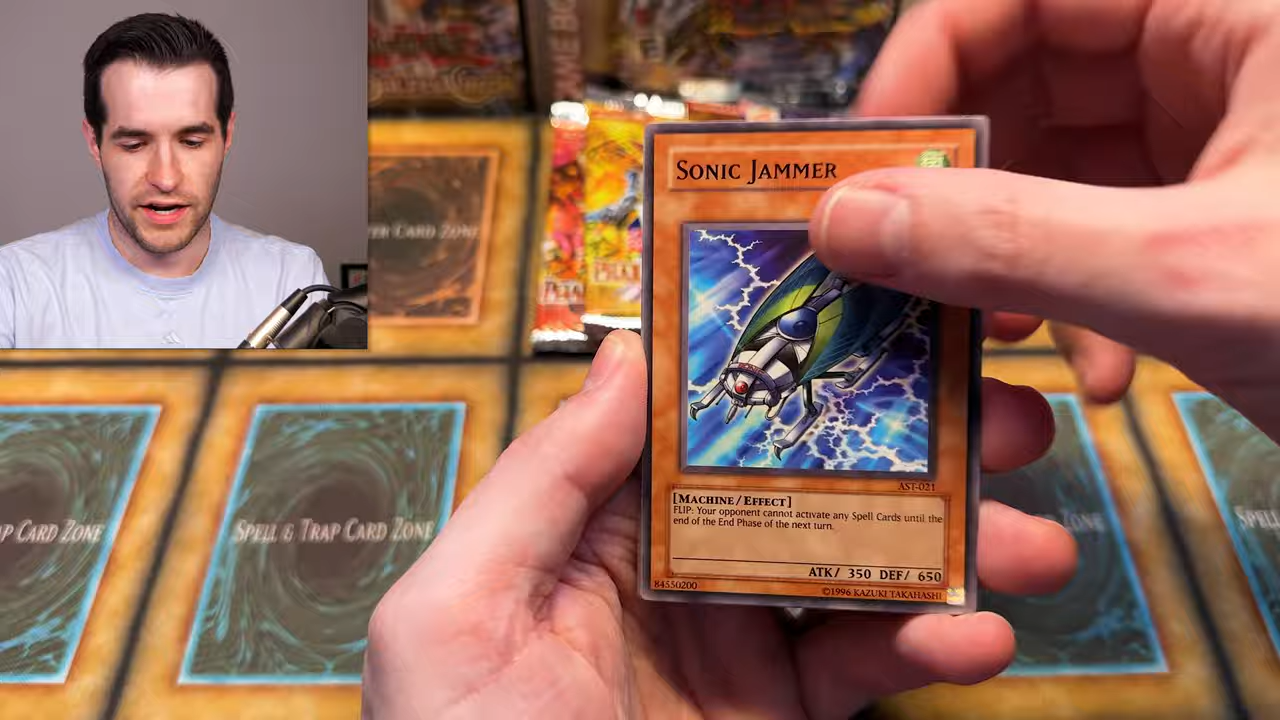 SONIC JAMMER
AST-021
[MACHINE/EFFECT]
FLIP: Your opponent cannot activate any Spell Cards until the
end of the End Phase of the next turn.
ATK/ 350 DEF/ 650
84550200
©1996 KAZUKI TAKAHASHI
CARD ZONE
AP CARD ZONE
SPELL & TRAP CARD ZONE
SPELL